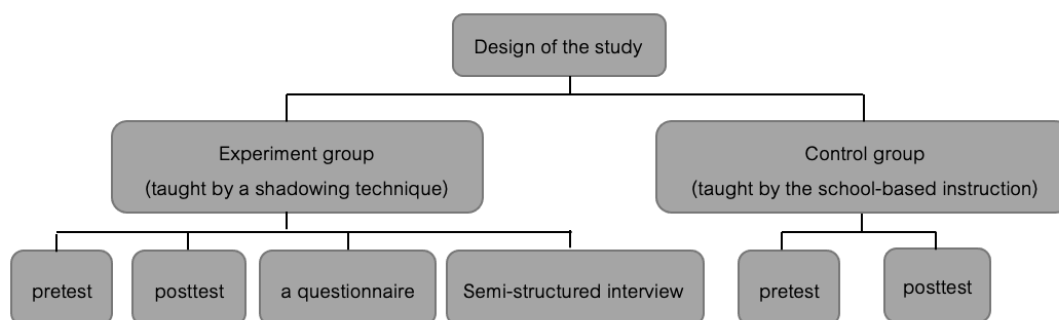 Design of the study
Experiment group
(taught by a shadowing technique)
Control group
(taught by the school-based instruction)
pretest
posttest
a questionnaire
Semi-structured interview
pretest
posttest